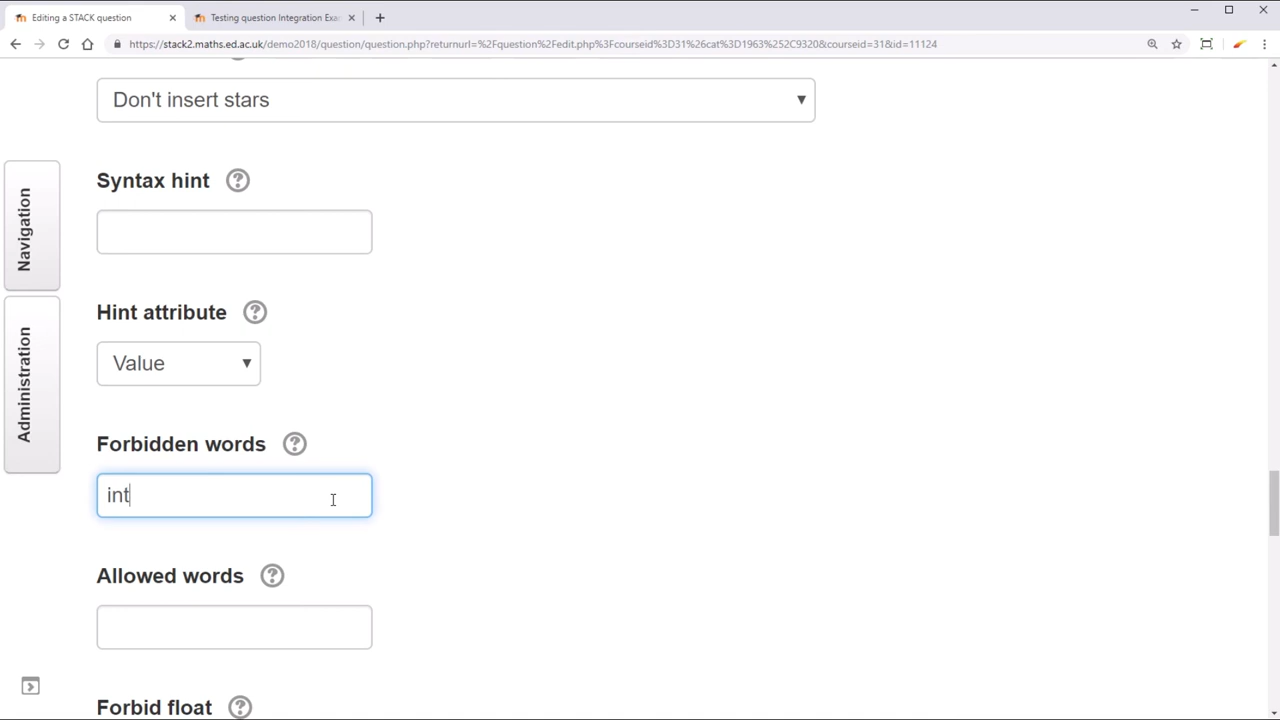 Editing a STACK question
Testing question Integration Exa
https://stack2.maths.ed.ac.uk/demo2018/question/question.php?returnurl=%2Fquestion%2Fedit.php%3Fcourseid%3D31%26cat%3D1963%252C9320&courseid=31&id=11124
Don't insert stars
Navigation
Syntax hint
Administration
Hint attribute
Value
Forbidden words
int
Allowed words
Forbid float